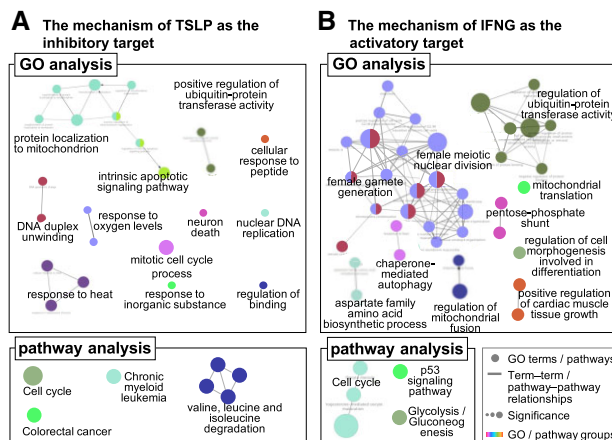 A The mechanism of TSLP as the
inhibitory target
GO analysis
positive regulation of
ubiquitin–protein
transferase activity
protein localization
to mitochondrion
cellular
response to
peptide
intrinsic apoptotic
signaling pathway
DNA duplex
unwinding
response to
oxygen levels
neuron
death
nuclear DNA
replication
mitotic cell cycle
process
response to heat
response to
inorganic substance
regulation of
binding
pathway analysis
Cell cycle
Chronic
myeloid
leukemia
Colorectal cancer
valine, leucine and
isoleucine
degradation
B The mechanism of IFNG as the
activatory target
GO analysis
regulation of
ubiquitin–protein
transferase activity
female meiotic
nuclear division
female gamete
generation
mitochondrial
translation
pentose–phosphate
shunt
regulation of cell
morphogenesis
involved in
differentiation
chaperone–
mediated
autophagy
aspartate family
amino acid
biosynthetic process
regulation of
mitochondrial
fusion
positive regulation
of cardiac muscle
tissue growth
pathway analysis
Cell cycle
p53
signaling
pathway
Glycolysis /
Gluconeog
enesis
GO terms / pathways
Term–term /
pathway–pathway
relationships
Significance
GO / pathway groups